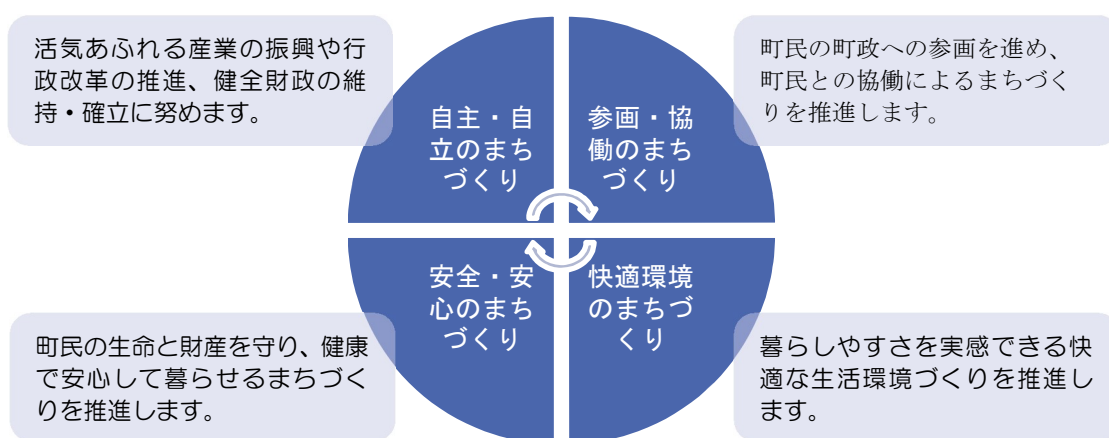 活気あふれる産業の振興や行
政改革の推進、健全財政の維
持・確立に努めます。
町民の町政への参画を進め、
町民との協働によるまちづく
りを推進します。
自主・自
立のまち
づくり
参画・協
働のまち
づくり
安全・安
心のまち
づくり
快適環境
のまちづ
くり
町民の生命と財産を守り、健康
で安心して暮らせるまちづく
りを推進します。
暮らしやすさを実感できる快
適な生活環境づくりを推進し
ます。